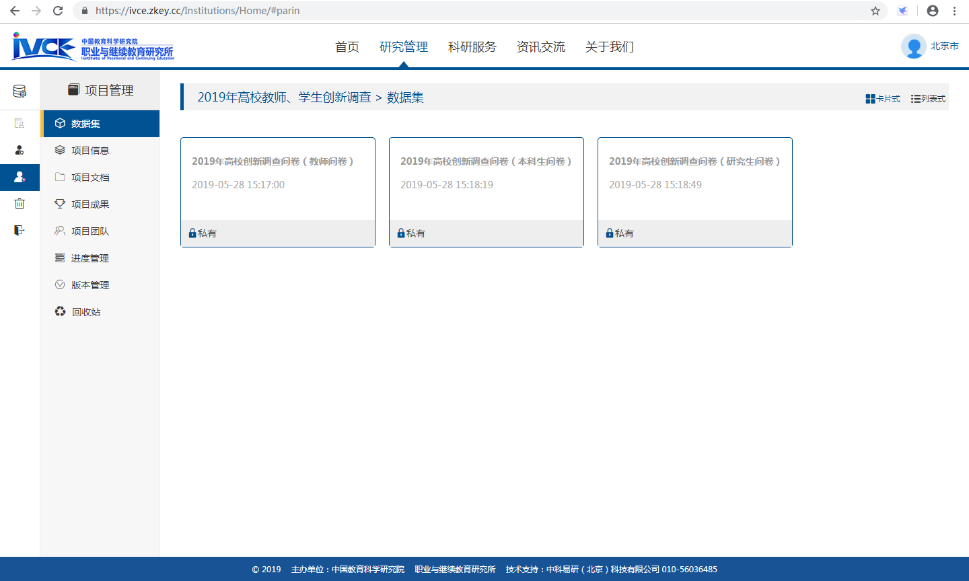 https://ivce.zkey.cc/Institutions/Home/#parin
ivce 中国教育科学研究院
职业与继续教育研究所
Institute of Vocational and Continuing Education
首页 研究管理 科研服务 资讯交流 关于我们
北京市
项目管理
数据集
项目信息
项目文档
项目成果
项目团队
进度管理
版本管理
回收站
2019年高校教师、学生创新调查 > 数据集
卡片式 列表式
2019年高校创新调查问卷（教师问卷）
2019-05-28 15:17:00
私有
2019年高校创新调查问卷（本科生问卷）
2019-05-28 15:18:19
私有
2019年高校创新调查问卷（研究生问卷）
2019-05-28 15:18:49
私有
© 2019 主办单位：中国教育科学研究院 职业与继续教育研究所 技术支持：中科易研（北京）科技有限公司 010-56036485